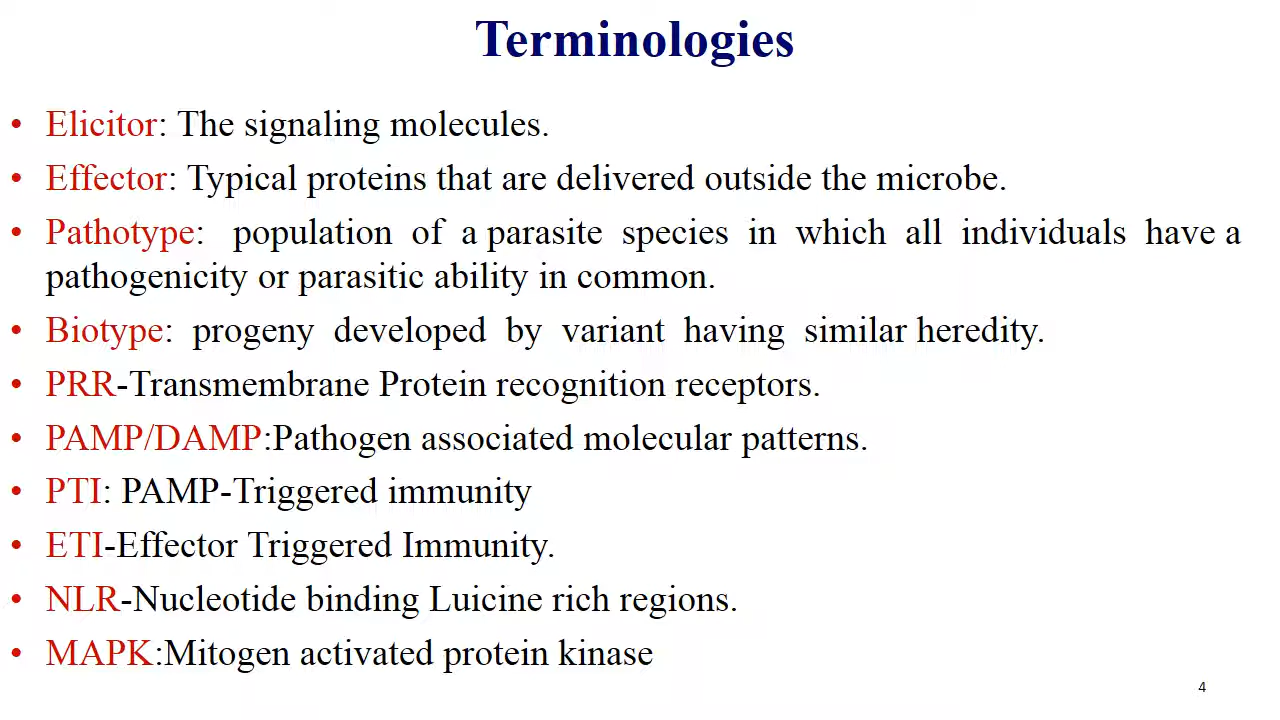 Terminologies
• Elicitor: The signaling molecules.
• Effector: Typical proteins that are delivered outside the microbe.
• Pathotype: population of a parasite species in which all individuals have a
pathogenicity or parasitic ability in common.
• Biotype: progeny developed by variant having similar heredity.
• PRR-Transmembrane Protein recognition receptors.
• PAMP/DAMP:Pathogen associated molecular patterns.
• PTI: PAMP-Triggered immunity
• ETI-Effector Triggered Immunity.
• NLR-Nucleotide binding Luicine rich regions.
• MAPK:Mitogen activated protein kinase
4